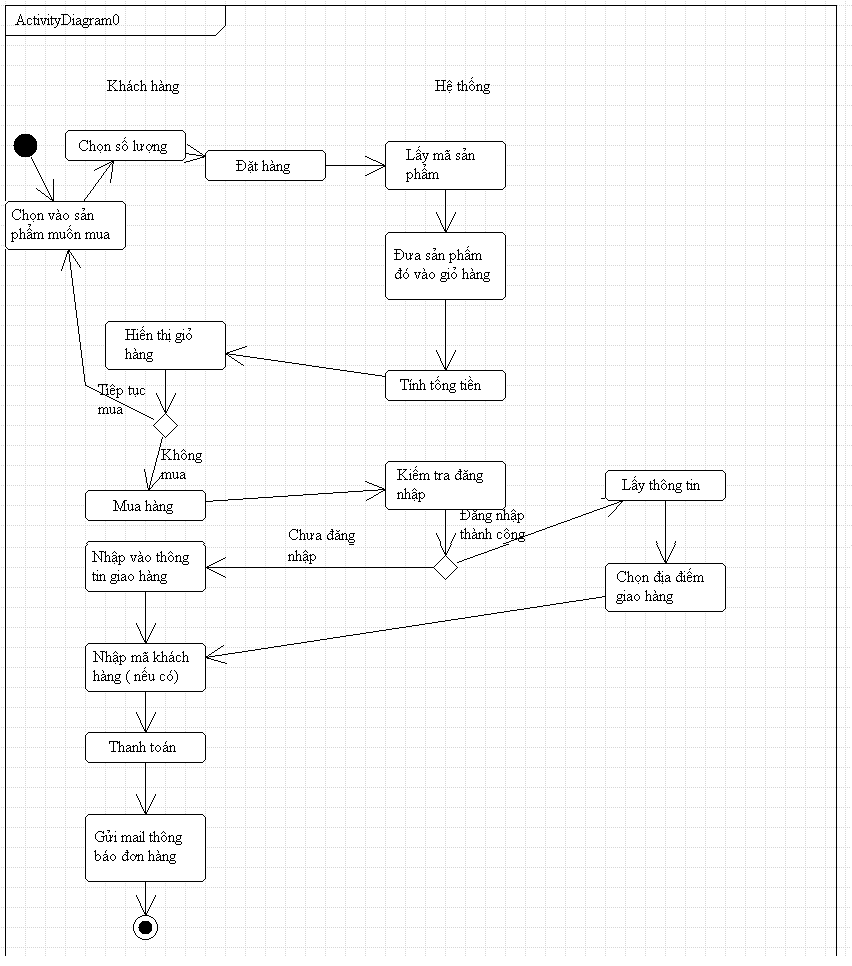 ActivityDiagram0
Khách hàng
Hệ thống
Chọn số lượng
Đặt hàng
Lấy mã sản
phẩm
Chọn vào sản
phẩm muốn mua
Đưa sản phẩm
đó vào giỏ hàng
Hiển thị giỏ
hàng
Tính tổng tiền
Tiệp tục
mua
Không
mua
Mua hàng
Kiểm tra đăng
nhập
Lấy thông tin
Đăng nhập
thành công
Chưa đăng
nhập
Nhập vào thông
tin giao hàng
Chọn địa điểm
giao hàng
Nhập mã khách
hàng ( nếu có)
Thanh toán
Gửi mail thông
báo đơn hàng